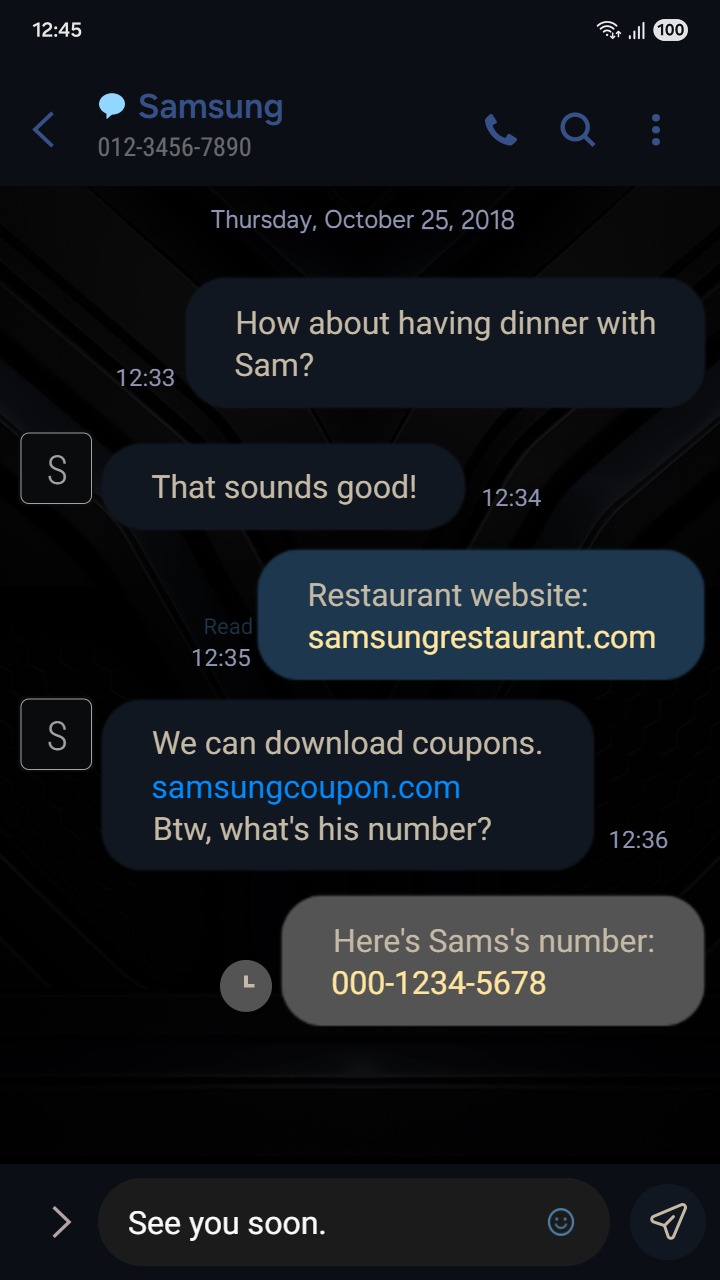 12:45
100
Samsung
012-3456-7890
Thursday, October 25, 2018
How about having dinner with
Sam?
12:33
S
That sounds good!
12:34
Restaurant website:
samsungrestaurant.com
Read
12:35
S
We can download coupons.
samsungcoupon.com
Btw, what's his number?
12:36
Here's Sams's number:
000-1234-5678
See you soon.